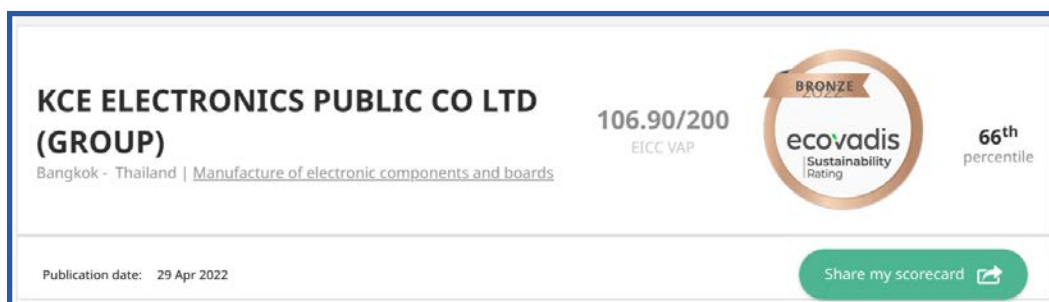 KCE ELECTRONICS PUBLIC CO LTD
(GROUP)
Bangkok - Thailand | Manufacture of electronic components and boards
106.90/200
EICC VAP
BRONZE
2022
ecovadis
Sustainability
Rating
66th
percentile
Publication date: 29 Apr 2022
Share my scorecard